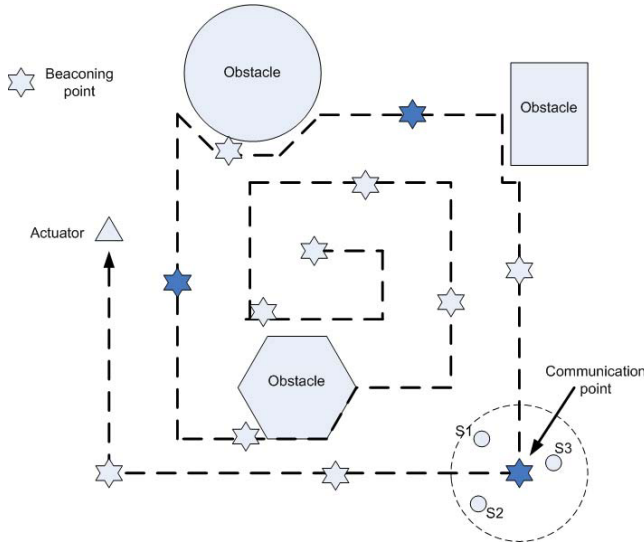 Obstacle
Beaconing
point
Obstacle
Actuator
Obstacle
Communication
point
S1
S3
S2